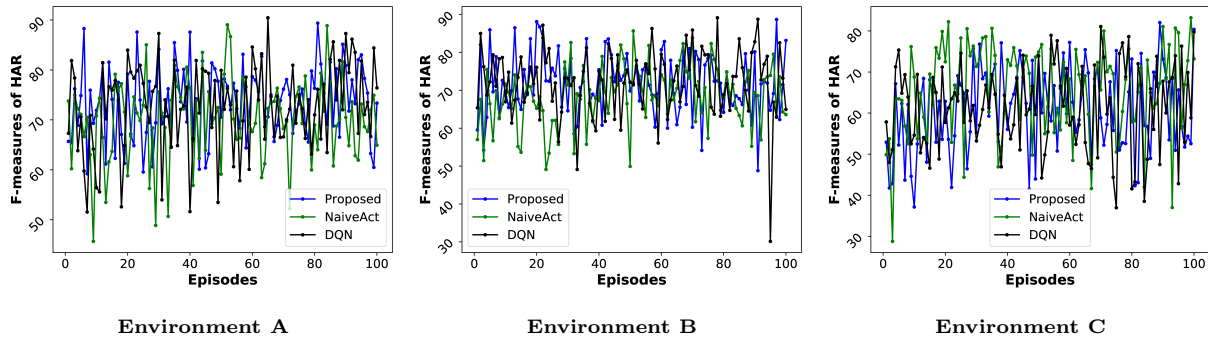 F-measures of HAR
90
80
70
60
50
0 20 40 60 80 100
Episodes
Proposed
NaiveAct
DQN
Environment A
F-measures of HAR
90
80
70
60
50
40
30
0 20 40 60 80 100
Episodes
Proposed
NaiveAct
DQN
Environment B
F-measures of HAR
80
70
60
50
40
30
0 20 40 60 80 100
Episodes
Proposed
NaiveAct
DQN
Environment C